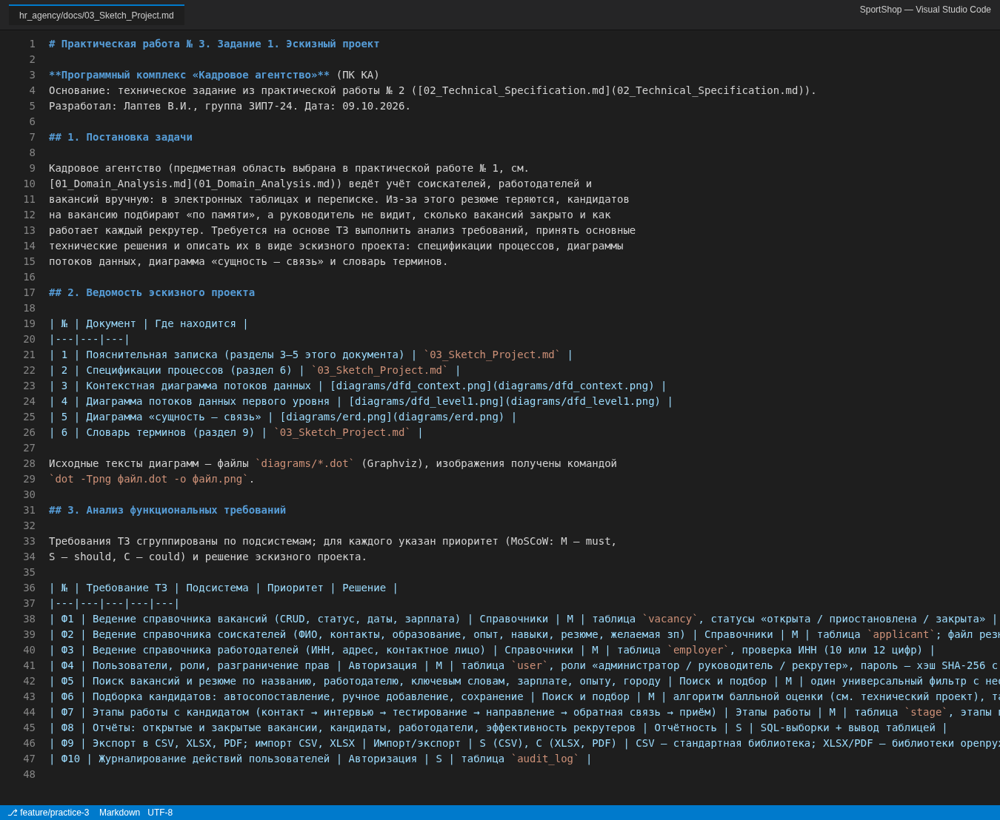 hr_agency/docs/03_Sketch_Project.md
SportShop — Visual Studio Code
1 # Практическая работа № 3. Задание 1. Эскизный проект
2
3 **Программный комплекс «Кадровое агентство»** (ПК КА)
4 Основание: техническое задание из практической работы № 2 ([02_Technical_Specification.md](02_Technical_Specification.md)).
5 Разработал: Лаптев В.И., группа ЗИП7-24. Дата: 09.10.2026.
6
7 ## 1. Постановка задачи
8
9 Кадровое агентство (предметная область выбрана в практической работе № 1, см.
10 [01_Domain_Analysis.md](01_Domain_Analysis.md)) ведёт учёт соискателей, работодателей и
11 вакансий вручную: в электронных таблицах и переписке. Из-за этого резюме теряются, кандидатов
12 на вакансию подбирают «по памяти», а руководитель не видит, сколько вакансий закрыто и как
13 работает каждый рекрутер. Требуется на основе ТЗ выполнить анализ требований, принять основные
14 технические решения и описать их в виде эскизного проекта: спецификации процессов, диаграммы
15 потоков данных, диаграмма «сущность — связь» и словарь терминов.
16
17 ## 2. Ведомость эскизного проекта
18
19 | № | Документ | Где находится |
20 |---|---|---|
21 | 1 | Пояснительная записка (разделы 3–5 этого документа) | `03_Sketch_Project.md` |
22 | 2 | Спецификации процессов (раздел 6) | `03_Sketch_Project.md` |
23 | 3 | Контекстная диаграмма потоков данных | [diagrams/dfd_context.png](diagrams/dfd_context.png) |
24 | 4 | Диаграмма потоков данных первого уровня | [diagrams/dfd_level1.png](diagrams/dfd_level1.png) |
25 | 5 | Диаграмма «сущность — связь» | [diagrams/erd.png](diagrams/erd.png) |
26 | 6 | Словарь терминов (раздел 9) | `03_Sketch_Project.md` |
27
28 Исходные тексты диаграмм — файлы `diagrams/*.dot` (Graphviz), изображения получены командой
29 `dot -Tpng файл.dot -o файл.png`.
30
31 ## 3. Анализ функциональных требований
32
33 Требования ТЗ сгруппированы по подсистемам; для каждого указан приоритет (MoSCoW: M — must,
34 S — should, C — could) и решение эскизного проекта.
35
36 | № | Требование ТЗ | Подсистема | Приоритет | Решение |
37 |---|---|---|---|---|
38 | Ф1 | Ведение справочника вакансий (CRUD, статус, даты, зарплата) | Справочники | M | таблица `vacancy`, статусы «открыта / приостановлена / закрыта» |
39 | Ф2 | Ведение справочника соискателей (ФИО, контакты, образование, опыт, навыки, резюме, желаемая зп) | Справочники | M | таблица `applicant`; файл
40 | Ф3 | Ведение справочника работодателей (ИНН, адрес, контактное лицо) | Справочники | M | таблица `employer`, проверка ИНН (10 или 12 цифр) |
41 | Ф4 | Пользователи, роли, разграничение прав | Авторизация | M | таблица `user`, роли «администратор / руководитель / рекрутер», пароль — хэш SHA-256 с
42 | Ф5 | Поиск вакансий и резюме по названию, работодателю, ключевым словам, зарплате, опыту, городу | Поиск и подбор | M | один универсальный фильтр с
43 | Ф6 | Подборка кандидатов: автосопоставление, ручное добавление, сохранение | Поиск и подбор | M | алгоритм балльной оценки (см. технический проект),
44 | Ф7 | Этапы работы с кандидатом (контакт → интервью → тестирование → направление → обратная связь → приём) | Этапы работы | M | таблица `stage`, этапы
45 | Ф8 | Отчёты: открытые и закрытые вакансии, кандидаты, работодатели, эффективность рекрутеров | Отчётность | S | SQL-выборки + вывод таблицей |
46 | Ф9 | Экспорт в CSV, XLSX, PDF; импорт CSV, XLSX | Импорт/экспорт | S (CSV), C (XLSX, PDF) | CSV — стандартная библиотека; XLSX/PDF — библиотеки
47 | Ф10 | Журналирование действий пользователей | Авторизация | S | таблица `audit_log` |
48
⎇ feature/practice-3 Markdown UTF-8